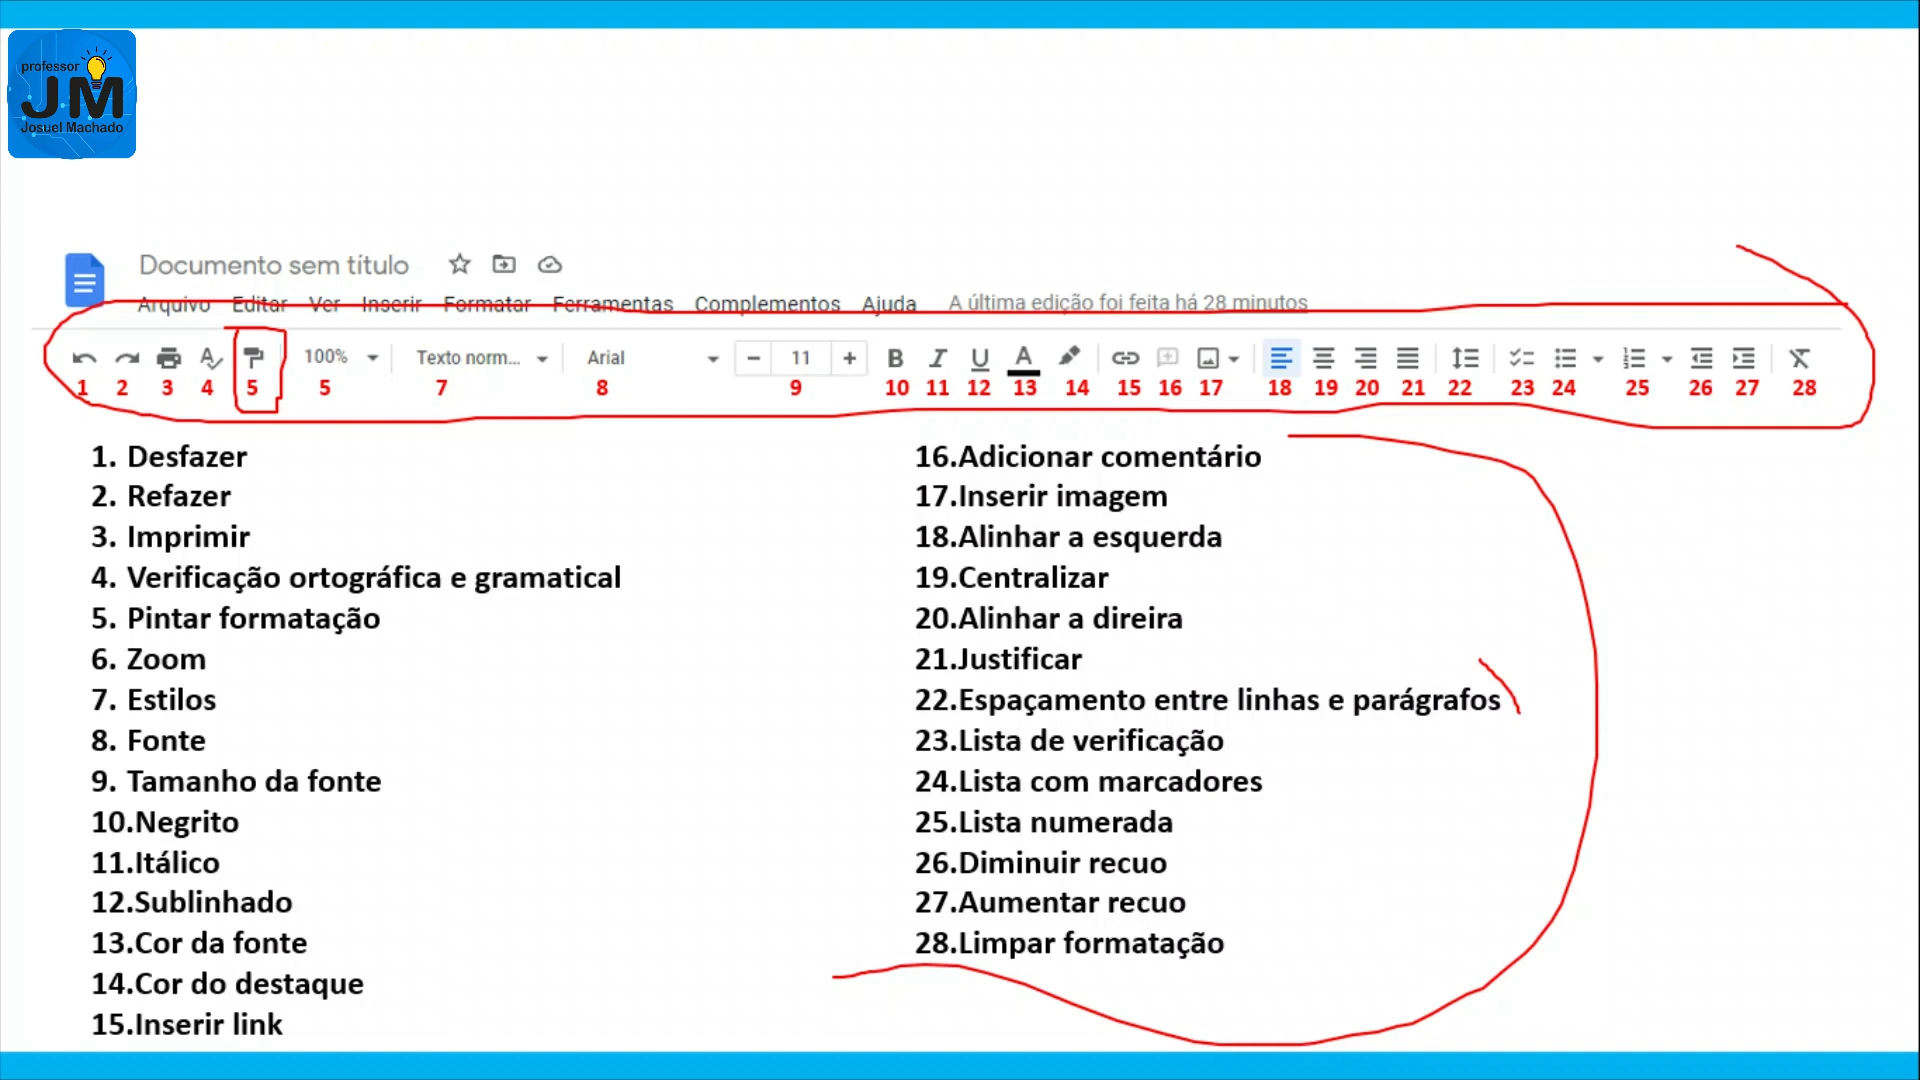 professor
JM
Josuel Machado
Documento sem título
Arquivo Editar Ver Inserir Formatar Ferramentas Complementos Ajuda A última edição foi feita há 28 minutos
100% Texto norm... Arial − 11 + B I U A
1 2 3 4 5 5 7 8 9 10 11 12 13 14 15 16 17 18 19 20 21 22 23 24 25 26 27 28
1. Desfazer
2. Refazer
3. Imprimir
4. Verificação ortográfica e gramatical
5. Pintar formatação
6. Zoom
7. Estilos
8. Fonte
9. Tamanho da fonte
10.Negrito
11.Itálico
12.Sublinhado
13.Cor da fonte
14.Cor do destaque
15.Inserir link
16.Adicionar comentário
17.Inserir imagem
18.Alinhar a esquerda
19.Centralizar
20.Alinhar a direira
21.Justificar
22.Espaçamento entre linhas e parágrafos
23.Lista de verificação
24.Lista com marcadores
25.Lista numerada
26.Diminuir recuo
27.Aumentar recuo
28.Limpar formatação